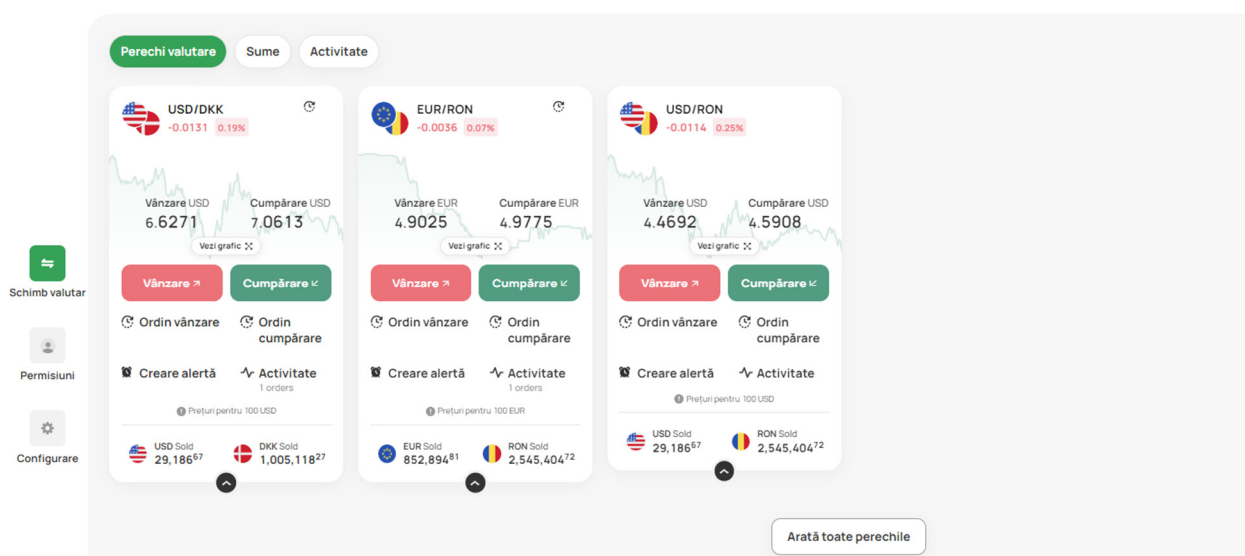 Perechi valutare Sume Activitate
USD/DKK
-0.0131 0.19%
Vânzare USD Cumpărare USD
6.6271 7.0613
Vezi grafic
Vânzare Cumpărare
Ordin vânzare Ordin
cumpărare
Creare alertă Activitate
1 orders
Prețuri pentru 100 USD
USD Sold DKK Sold
29,186⁶⁷ 1,005,118²⁷
EUR/RON
-0.0036 0.07%
Vânzare EUR Cumpărare EUR
4.9025 4.9775
Vezi grafic
Vânzare Cumpărare
Ordin vânzare Ordin
cumpărare
Creare alertă Activitate
1 orders
Prețuri pentru 100 EUR
EUR Sold RON Sold
852,894⁸¹ 2,545,404⁷²
USD/RON
-0.0114 0.25%
Vânzare USD Cumpărare USD
4.4692 4.5908
Vezi grafic
Vânzare Cumpărare
Ordin vânzare Ordin
cumpărare
Creare alertă Activitate
Prețuri pentru 100 USD
USD Sold RON Sold
29,186⁶⁷ 2,545,404⁷²
Schimb valutar
Permisiuni
Configurare
Arată toate perechile